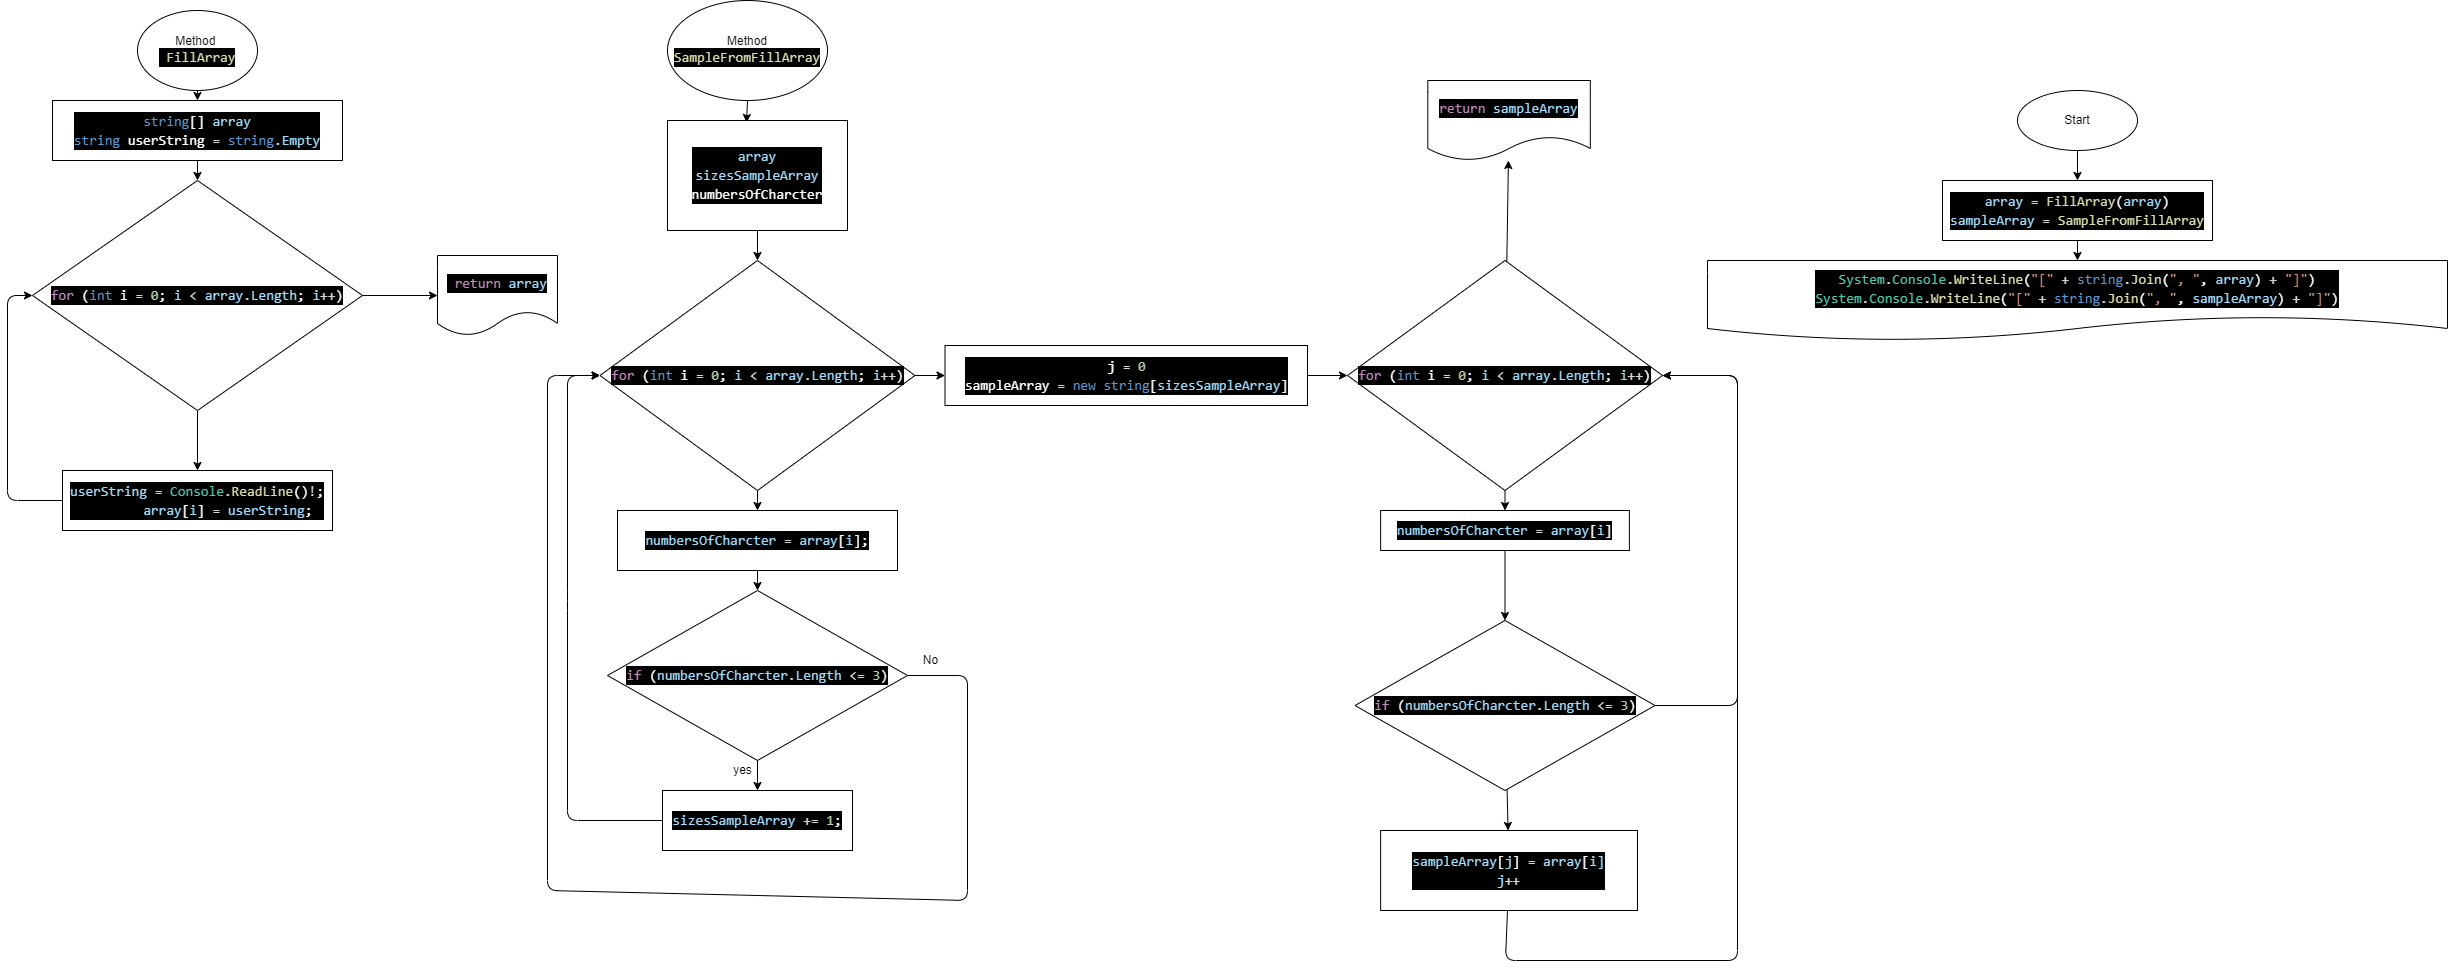 Method
FillArray
string[] array
string userString = string.Empty
for (int i = 0; i < array.Length; i++)
return array
userString = Console.ReadLine()!;
array[i] = userString;
Method
SampleFromFillArray
array
sizesSampleArray
numbersOfCharcter
for (int i = 0; i < array.Length; i++)
numbersOfCharcter = array[i];
if (numbersOfCharcter.Length <= 3)
No
yes
sizesSampleArray += 1;
j = 0
sampleArray = new string[sizesSampleArray]
return sampleArray
for (int i = 0; i < array.Length; i++)
numbersOfCharcter = array[i]
if (numbersOfCharcter.Length <= 3)
sampleArray[j] = array[i]
j++
Start
array = FillArray(array)
sampleArray = SampleFromFillArray
System.Console.WriteLine("[" + string.Join(", ", array) + "]")
System.Console.WriteLine("[" + string.Join(", ", sampleArray) + "]")